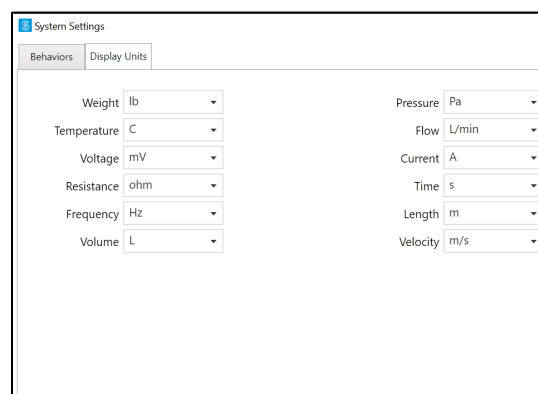 System Settings
Behaviors Display Units
Weight lb Pressure Pa
Temperature C Flow L/min
Voltage mV Current A
Resistance ohm Time s
Frequency Hz Length m
Volume L Velocity m/s